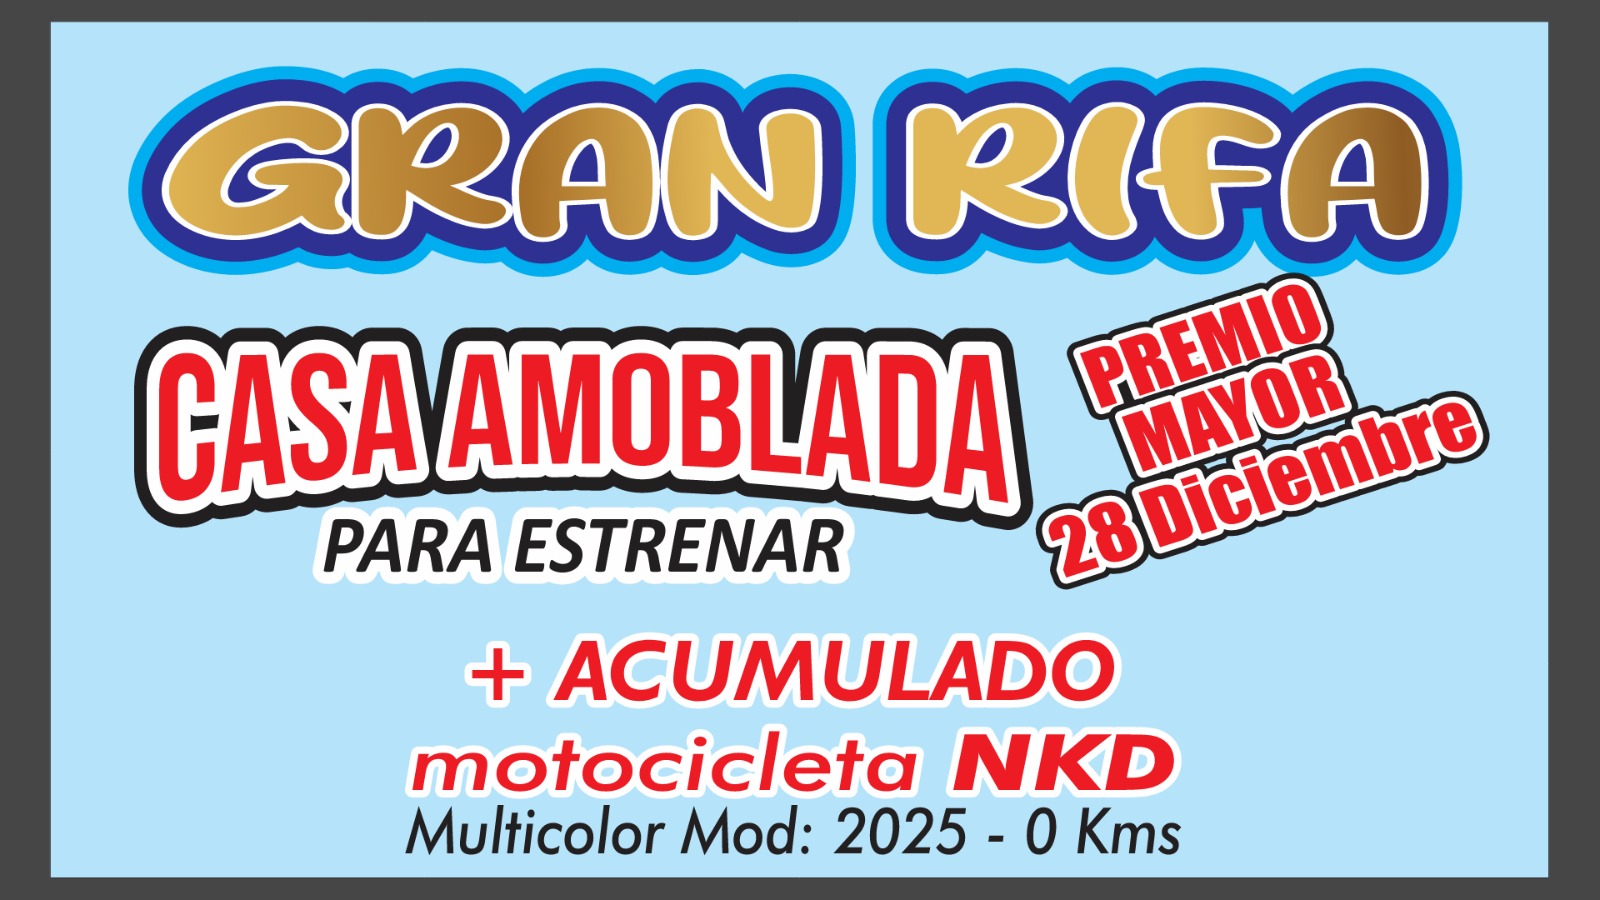 GRAN RIFA
CASA AMOBLADA
PARA ESTRENAR
PREMIO
MAYOR
28 Diciembre
+ ACUMULADO
motocicleta NKD
Multicolor Mod: 2025 - 0 Kms